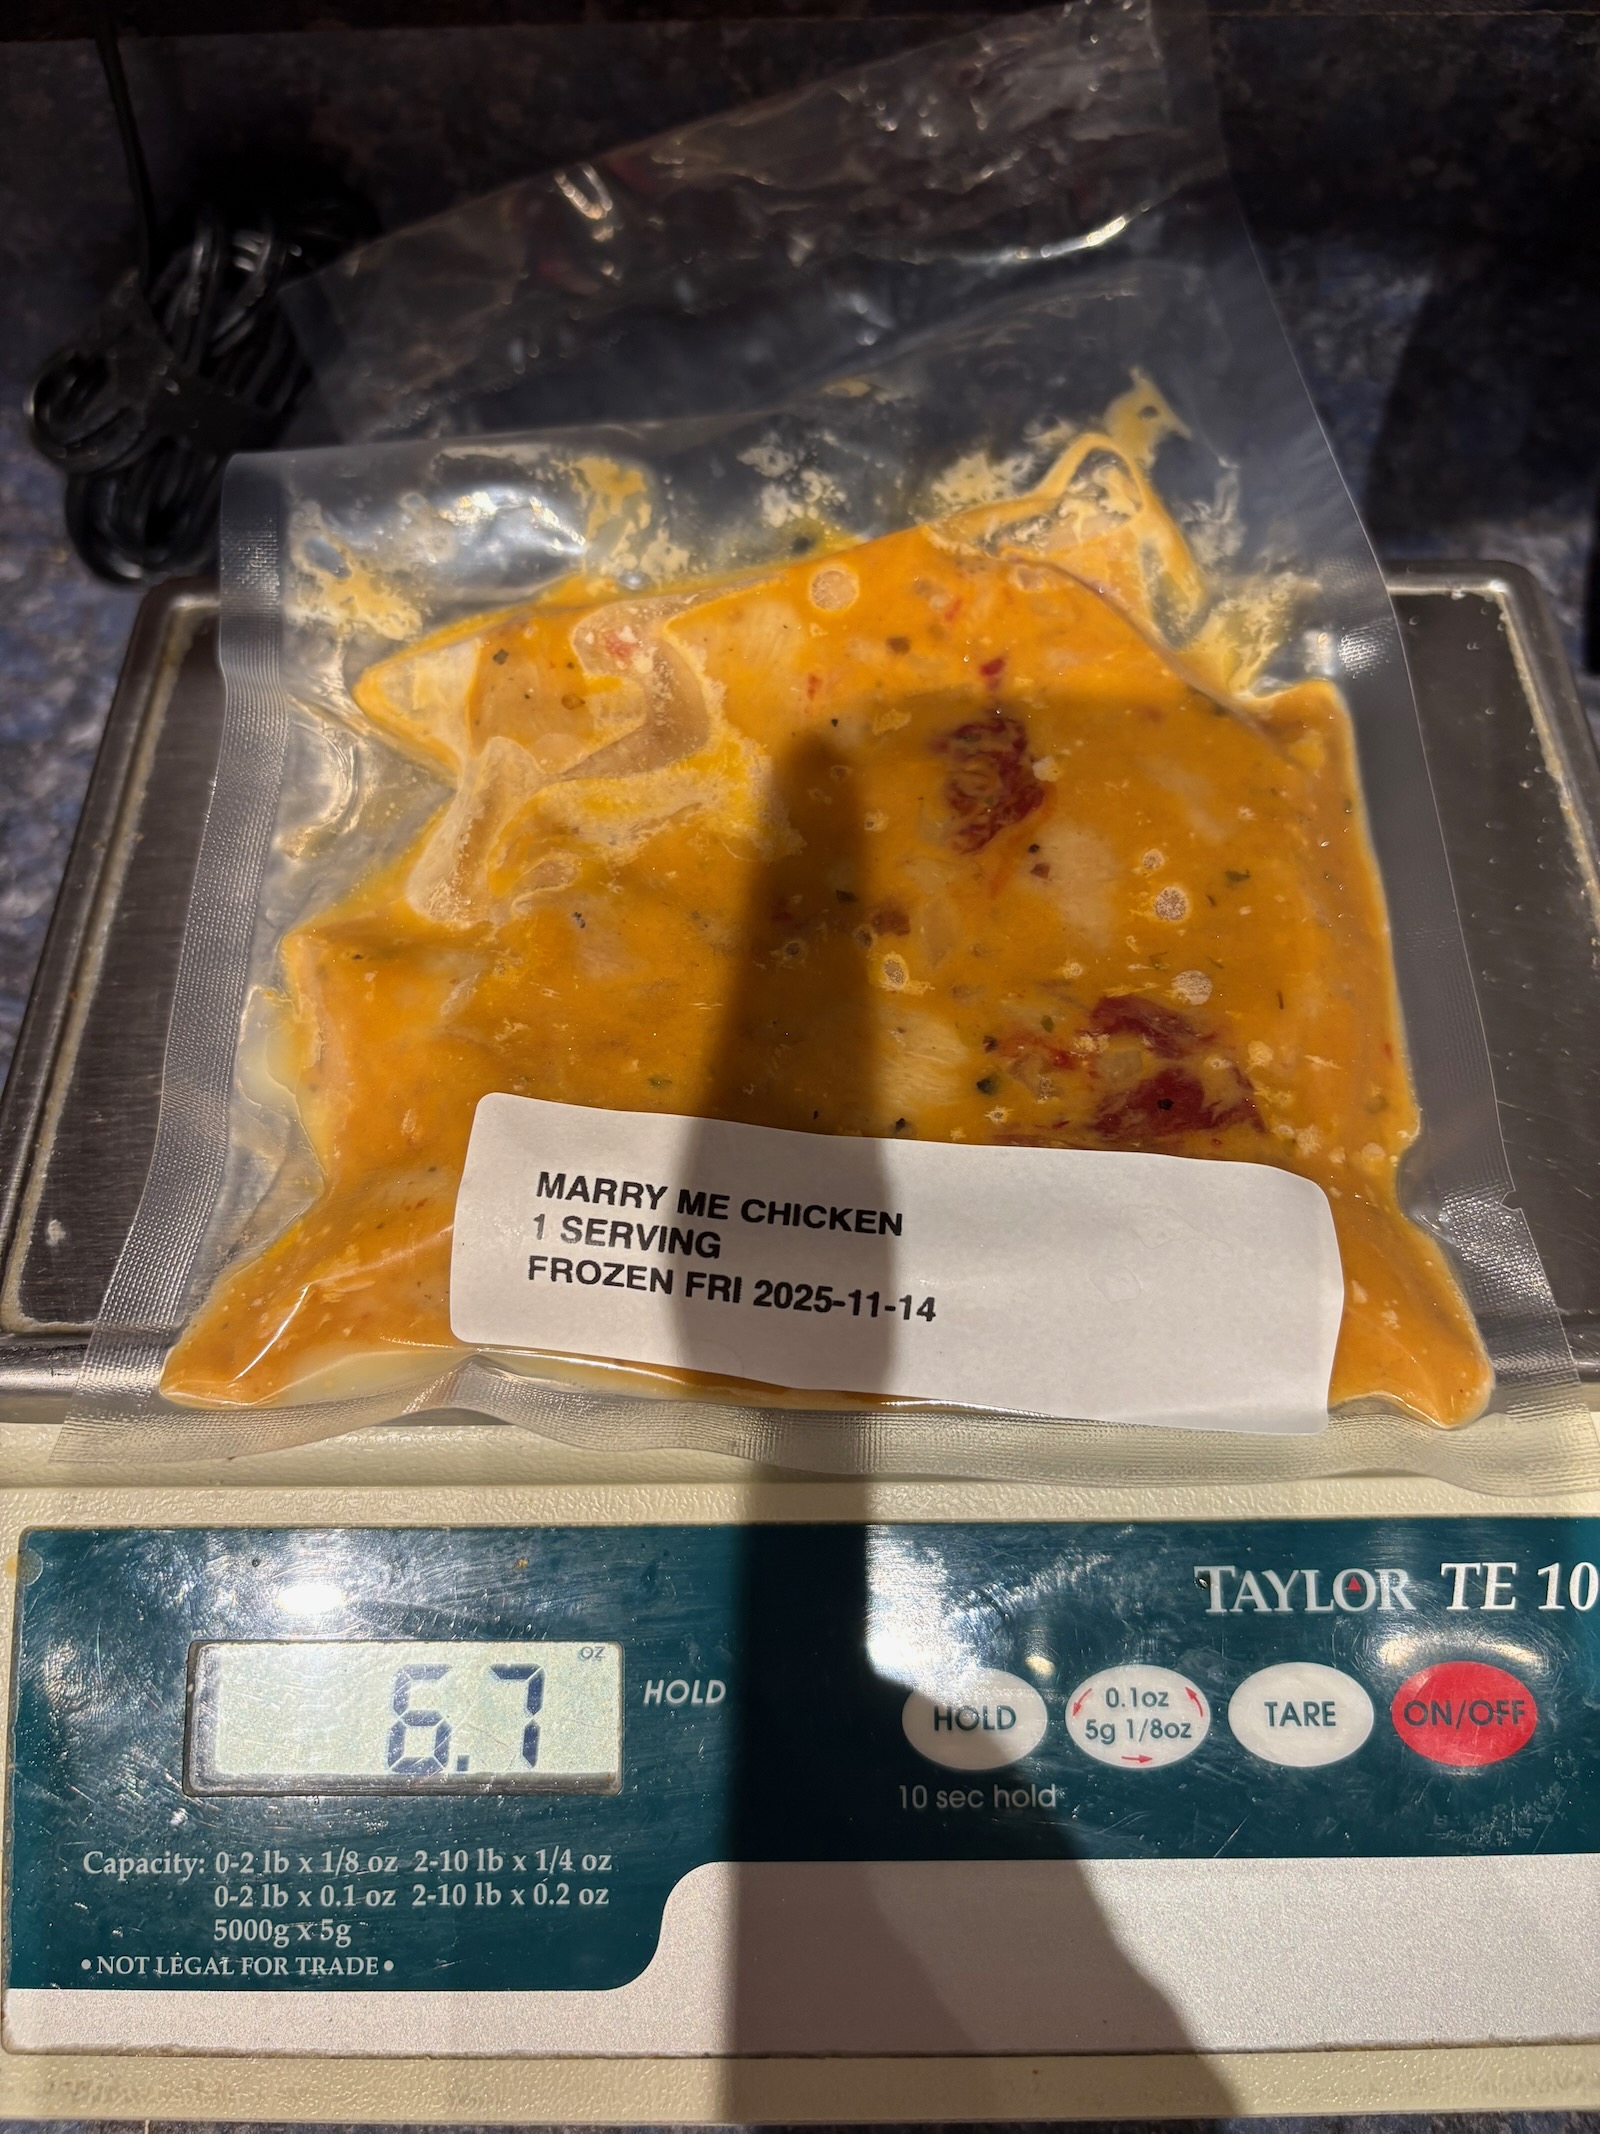 MARRY ME CHICKEN
1 SERVING
FROZEN FRI 2025-11-14
TAYLOR TE 10
OZ
6.7
HOLD
HOLD
0.1oz
5g 1/8oz
TARE
ON/OFF
10 sec hold
Capacity: 0-2 lb x 1/8 oz 2-10 lb x 1/4 oz
0-2 lb x 0.1 oz 2-10 lb x 0.2 oz
5000g x 5g
•NOT LEGAL FOR TRADE•